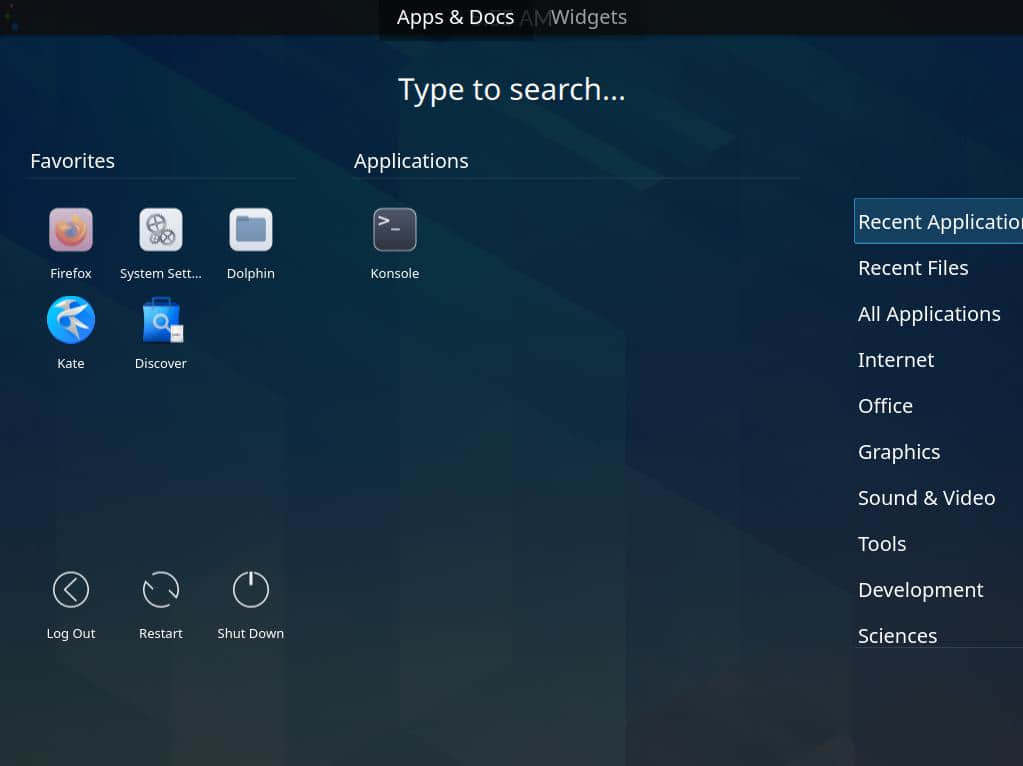 Apps & Docs
Widgets
Type to search...
Favorites
Applications
Firefox
System Sett...
Dolphin
Konsole
Kate
Discover
Recent Applicatio
Recent Files
All Applications
Internet
Office
Graphics
Sound & Video
Tools
Development
Sciences
Log Out
Restart
Shut Down